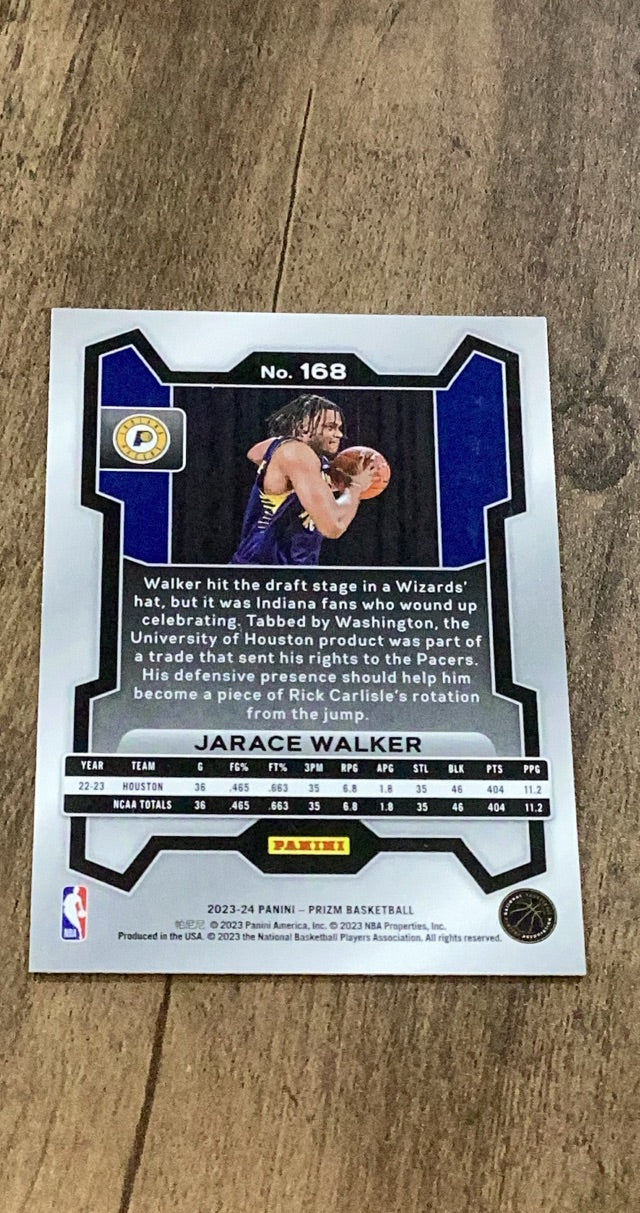 No. 168
P
Walker hit the draft stage in a Wizards'
hat, but it was Indiana fans who wound up
celebrating. Tabbed by Washington, the
University of Houston product was part of
a trade that sent his rights to the Pacers.
His defensive presence should help him
become a piece of Rick Carlisle's rotation
from the jump.
JARACE WALKER
YEAR TEAM G FG% FT% 3PM RPG APG STL BLK PTS PPG
22-23 HOUSTON 36 .465 .663 35 6.8 1.8 35 46 404 11.2
NCAA TOTALS 36 .465 .663 35 6.8 1.8 35 46 404 11.2
PANINI
2023-24 PANINI – PRIZM BASKETBALL
帕尼尼 © 2023 Panini America, Inc. © 2023 NBA Properties, Inc.
Produced in the USA. © 2023 the National Basketball Players Association. All rights reserved.
NBA